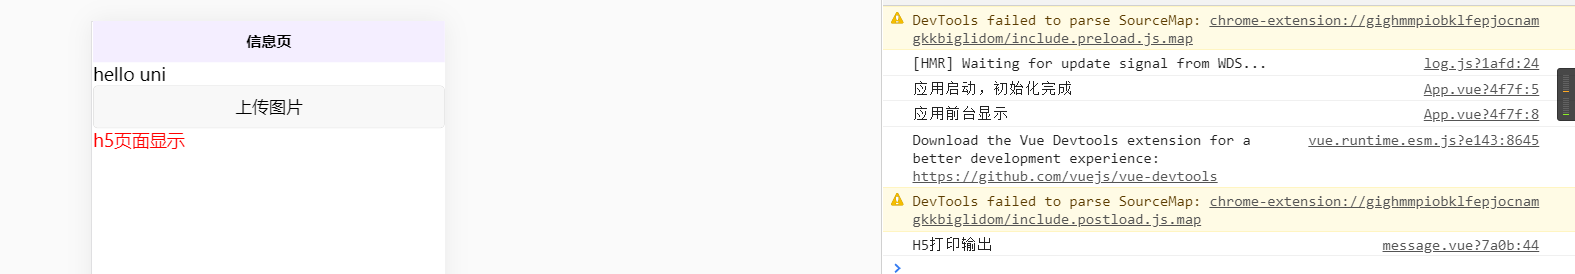 信息页
hello uni
上传图片
h5页面显示
DevTools failed to parse SourceMap: chrome-extension://gighmmpiobklfepjocnam
gkkbiglidom/include.preload.js.map
[HMR] Waiting for update signal from WDS... log.js?1afd:24
应用启动，初始化完成 App.vue?4f7f:5
应用前台显示 App.vue?4f7f:8
Download the Vue Devtools extension for a vue.runtime.esm.js?e143:8645
better development experience:
https://github.com/vuejs/vue-devtools
DevTools failed to parse SourceMap: chrome-extension://gighmmpiobklfepjocnam
gkkbiglidom/include.postload.js.map
H5打印输出 message.vue?7a0b:44